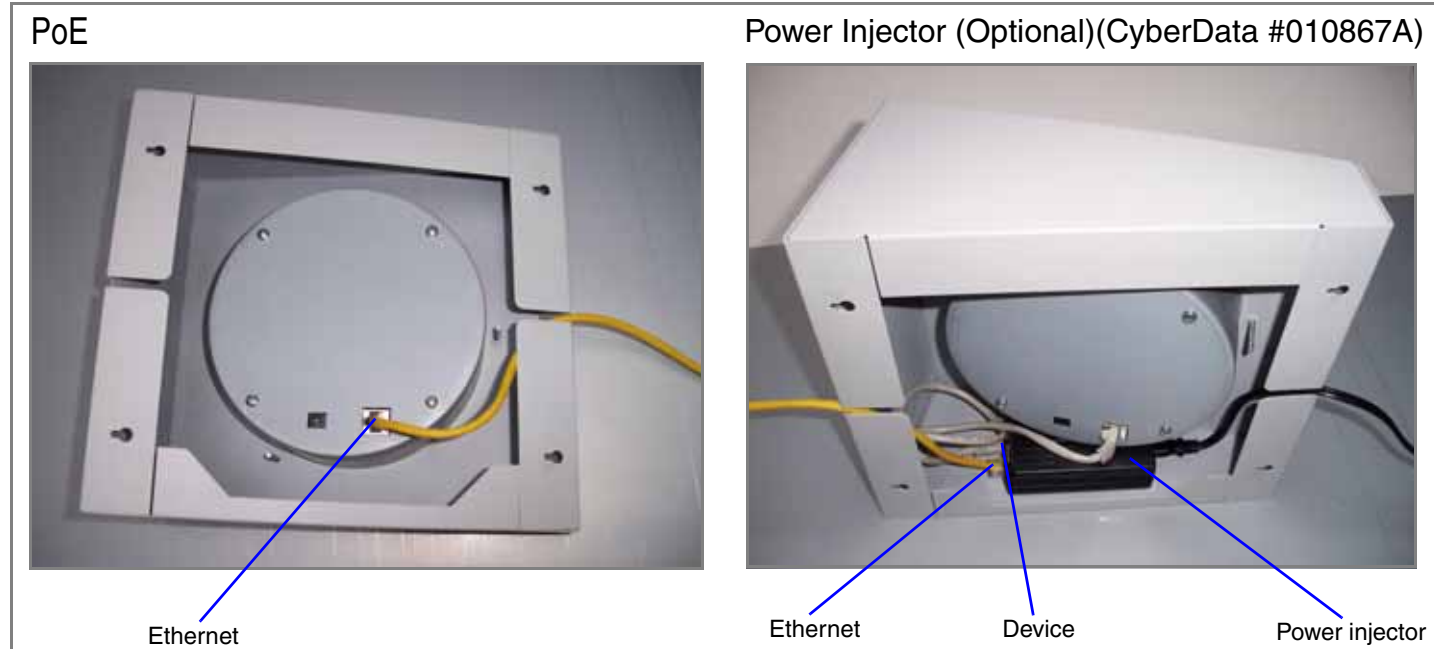 PoE
Power Injector (Optional)(CyberData #010867A)
Ethernet
Ethernet
Device
Power injector